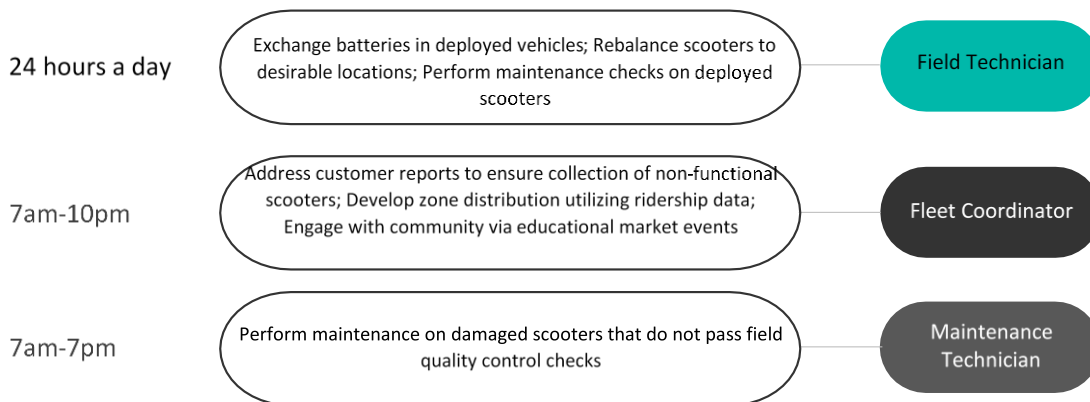 Exchange batteries in deployed vehicles; Rebalance scooters to
24 hours a day
desirable locations; Perform maintenance checks on deployed
scooters
Field Technician
Address customer reports to ensure collection of non-functional
scooters; Develop zone distribution utilizing ridership data;
7am-10pm
Engage with community via educational market events
Fleet Coordinator
Perform maintenance on damaged scooters that do not pass field
7am-7pm
quality control checks
Maintenance
Technician